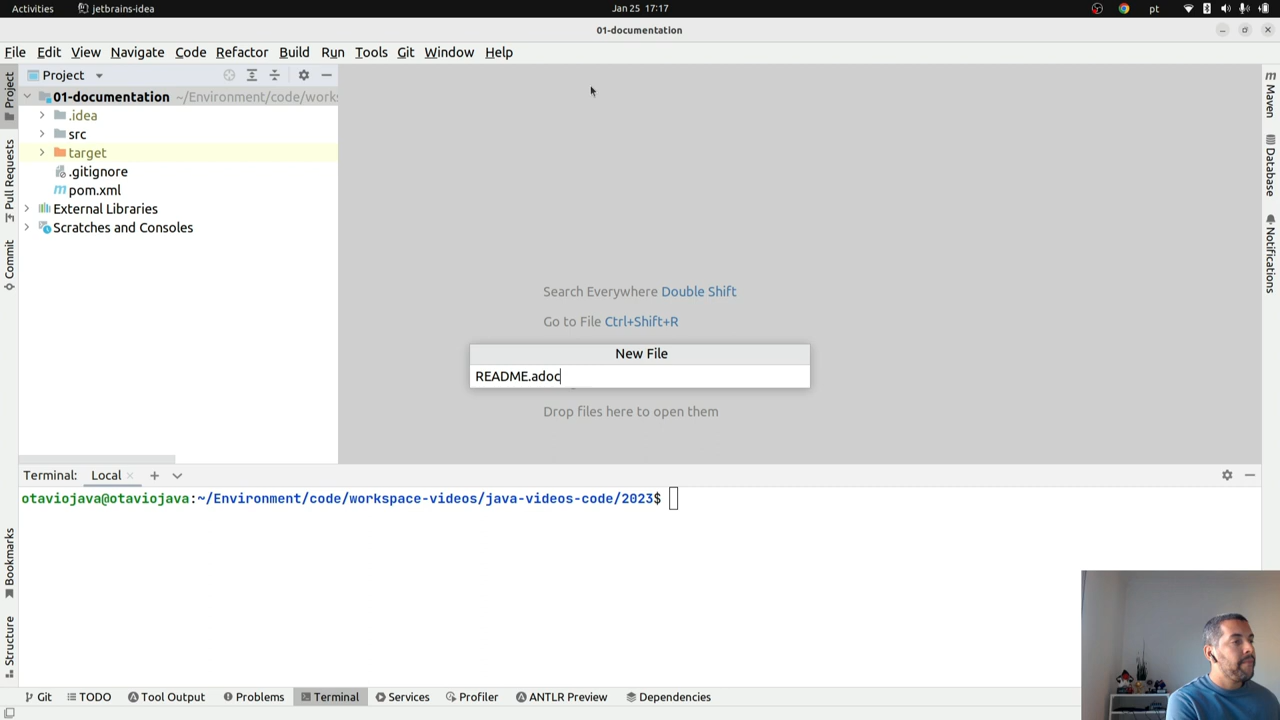 Activities
jetbrains-idea
Jan 25 17:17
pt
01-documentation
File Edit View Navigate Code Refactor Build Run Tools Git Window Help
Project
01-documentation ~/Environment/code/works
.idea
src
target
.gitignore
pom.xml
External Libraries
Scratches and Consoles
Project
Pull Requests
Commit
Bookmarks
Structure
Search Everywhere Double Shift
Go to File Ctrl+Shift+R
New File
README.adoc
Drop files here to open them
Maven
Database
Notifications
Terminal: Local
otaviojava@otaviojava:~/Environment/code/workspace-videos/java-videos-code/2023$
Git TODO Tool Output Problems Terminal Services Profiler ANTLR Preview Dependencies